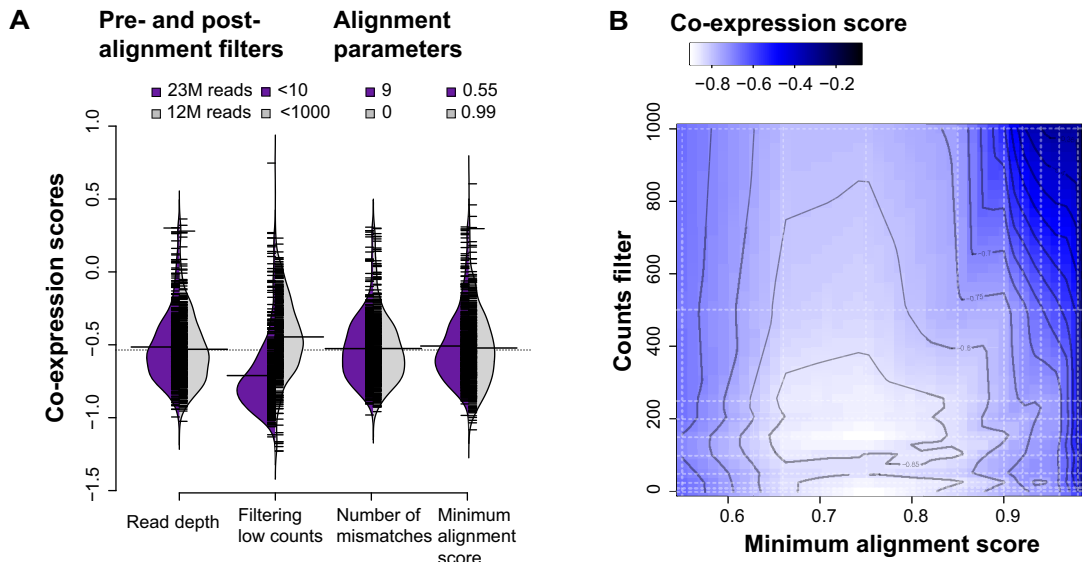 A
Pre- and post-
alignment filters
Alignment
parameters
23M reads
<10
9
0.55
12M reads
<1000
0
0.99
Co-expression scores
1.0
0.5
0.0
−0.5
−1.0
−1.5
Read depth
Filtering
low counts
Number of
mismatches
Minimum
alignment
score
B
Co-expression score
−0.8 −0.6 −0.4 −0.2
Counts filter
1000
800
600
400
200
0
−0.7
−0.75
−0.8
−0.85
0.6 0.7 0.8 0.9
Minimum alignment score